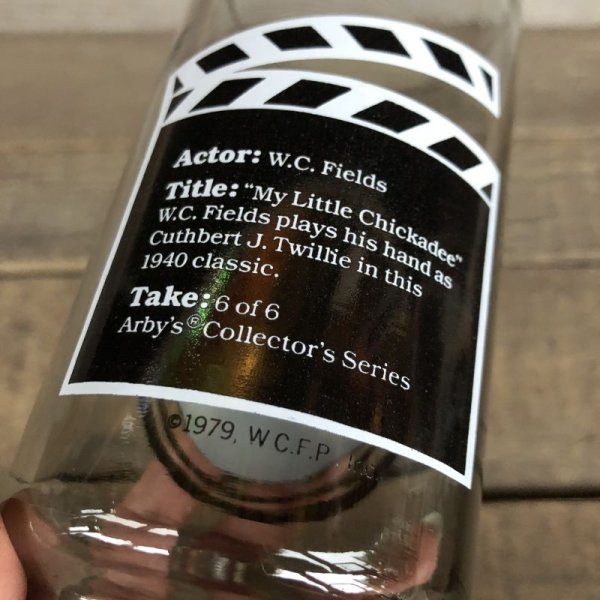 Actor: W.C. Fields
Title: "My Little Chickadee"
W.C. Fields plays his hand as
Cuthbert J. Twillie in this
1940 classic.
Take: 6 of 6
Arby's® Collector's Series
©1979, W.C.F.P.